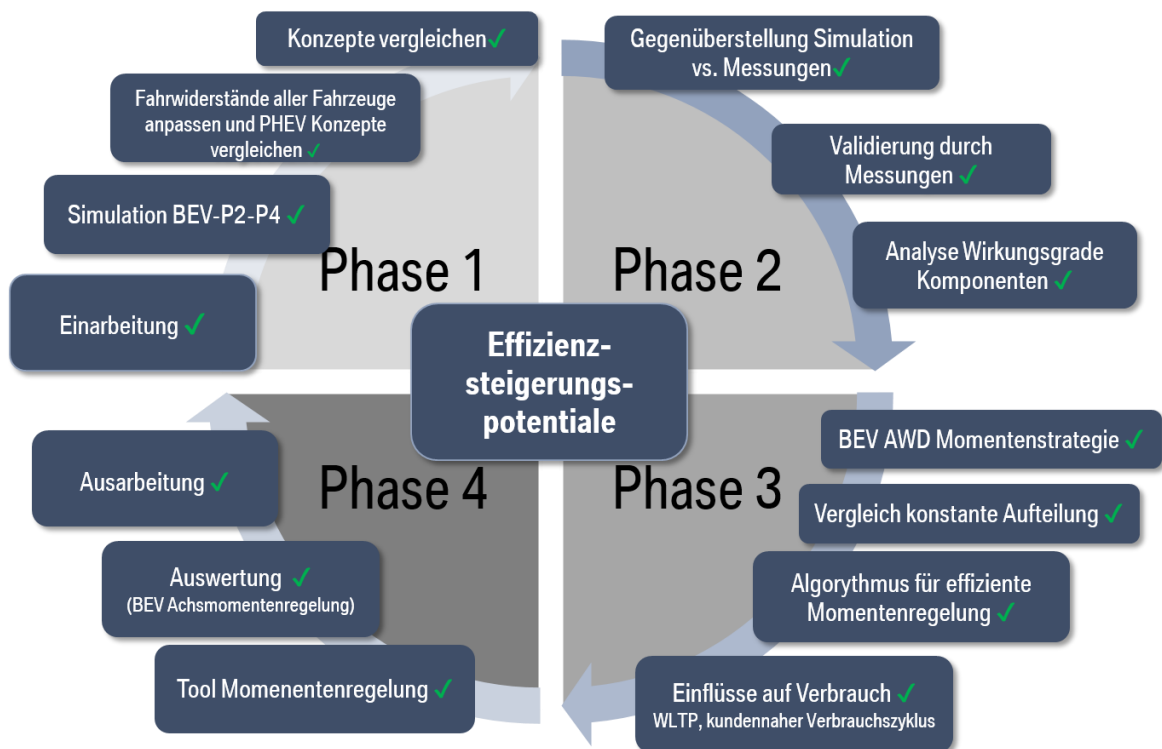 Konzepte vergleichen ✓
Fahrwiderstände aller Fahrzeuge
anpassen und PHEV Konzepte
vergleichen ✓
Simulation BEV-P2-P4 ✓
Einarbeitung ✓
Phase 1
Gegenüberstellung Simulation
vs. Messungen ✓
Validierung durch
Messungen ✓
Analyse Wirkungsgrade
Komponenten ✓
Phase 2
Effizienz-
steigerungs-
potentiale
Phase 3
BEV AWD Momentenstrategie ✓
Vergleich konstante Aufteilung ✓
Algorythmus für effiziente
Momentenregelung ✓
Einflüsse auf Verbrauch ✓
WLTP, kundennaher Verbrauchszyklus
Phase 4
Ausarbeitung ✓
Auswertung ✓
(BEV Achsmomentenregelung)
Tool Momenentenregelung ✓